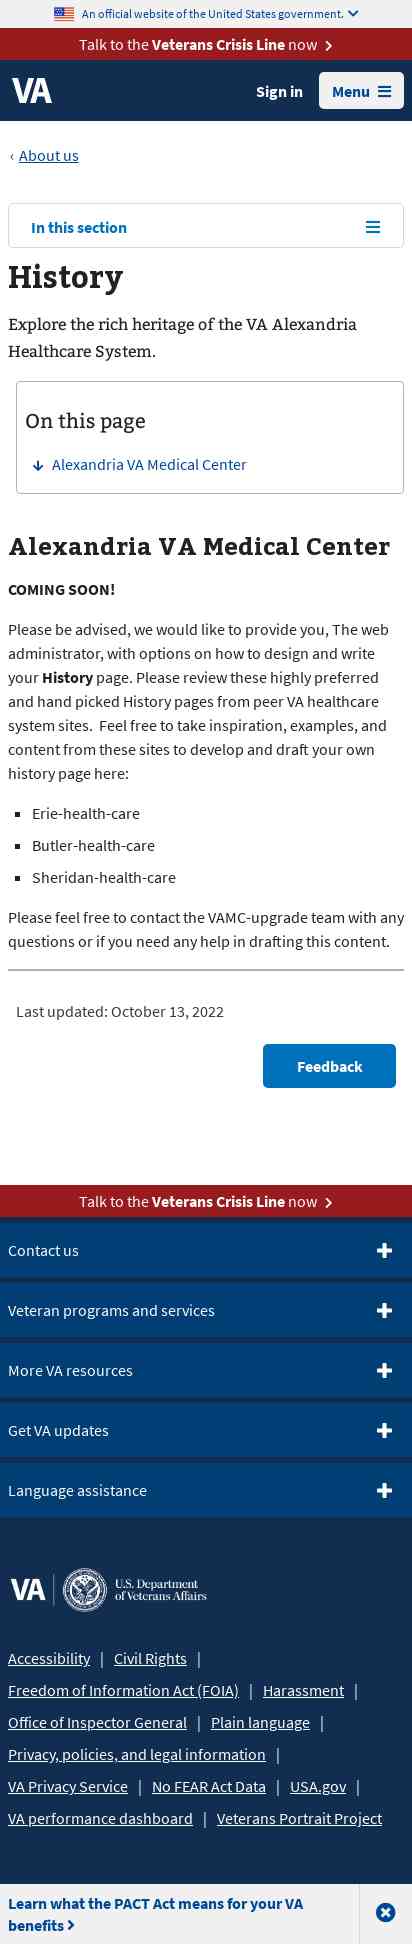 An official website of the United States government.
Talk to the Veterans Crisis Line now
VA
Sign in
Menu
‹ About us
In this section
History
Explore the rich heritage of the VA Alexandria
Healthcare System.
On this page
Alexandria VA Medical Center
Alexandria VA Medical Center
COMING SOON!
Please be advised, we would like to provide you, The web
administrator, with options on how to design and write
your History page. Please review these highly preferred
and hand picked History pages from peer VA healthcare
system sites.  Feel free to take inspiration, examples, and
content from these sites to develop and draft your own
history page here:
Erie-health-care
Butler-health-care
Sheridan-health-care
Please feel free to contact the VAMC-upgrade team with any
questions or if you need any help in drafting this content.
Last updated: October 13, 2022
Feedback
Talk to the Veterans Crisis Line now
Contact us
Veteran programs and services
More VA resources
Get VA updates
Language assistance
VA | U.S. Department
of Veterans Affairs
Accessibility | Civil Rights |
Freedom of Information Act (FOIA) | Harassment |
Office of Inspector General | Plain language |
Privacy, policies, and legal information |
VA Privacy Service | No FEAR Act Data | USA.gov |
VA performance dashboard | Veterans Portrait Project
Learn what the PACT Act means for your VA
benefits